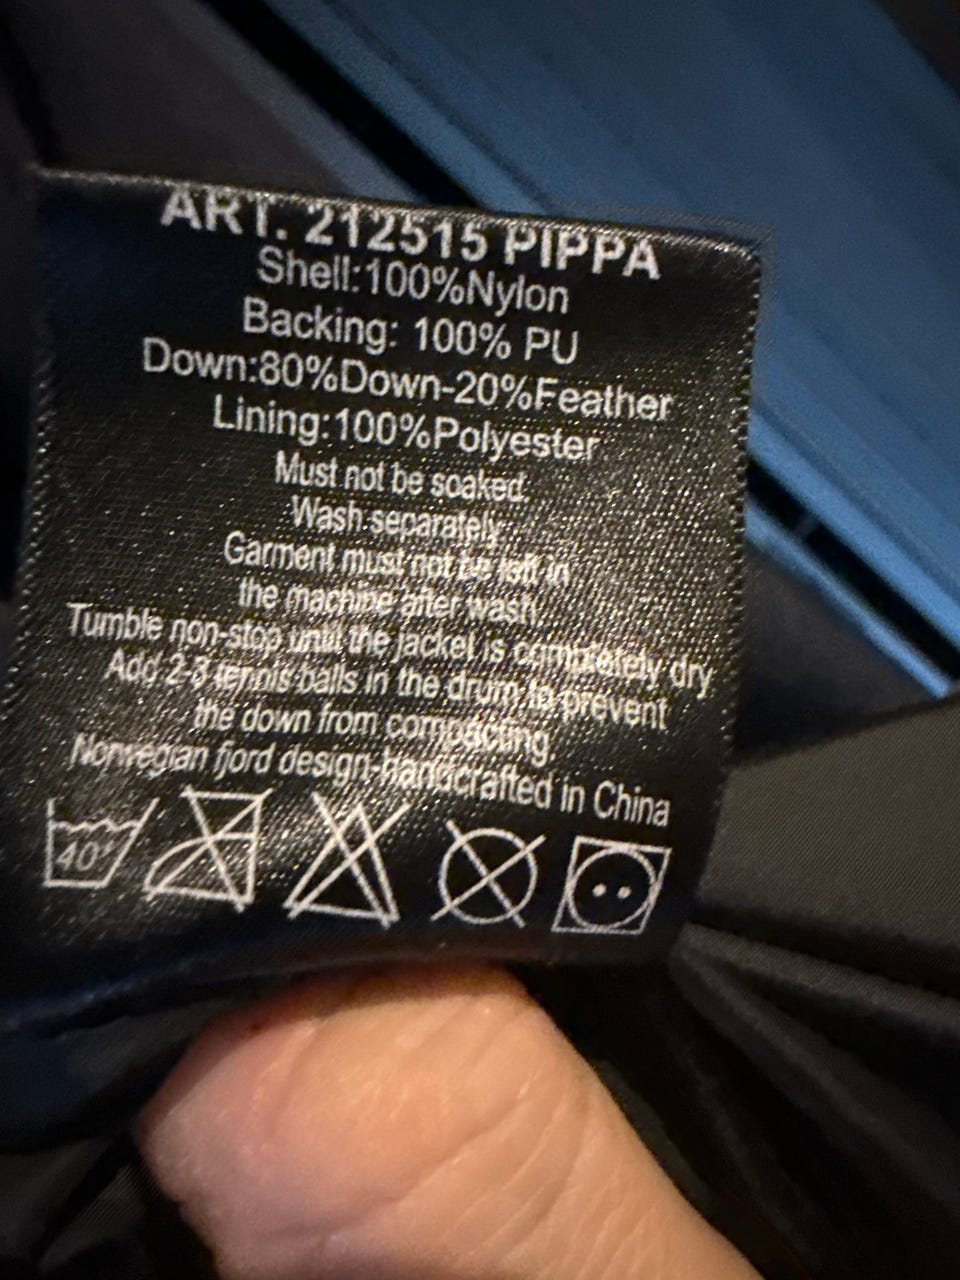 ART. 212515 PIPPA
Shell:100%Nylon
Backing: 100% PU
Down:80%Down-20%Feather
Lining:100%Polyester
Must not be soaked.
Wash separately
Garment must not be left in
the machine after wash.
Tumble non-stop until the jacket is completely dry
Add 2-3 tennis balls in the drum to prevent
the down from compacting.
Norwegian fjord design-handcrafted in China
40°